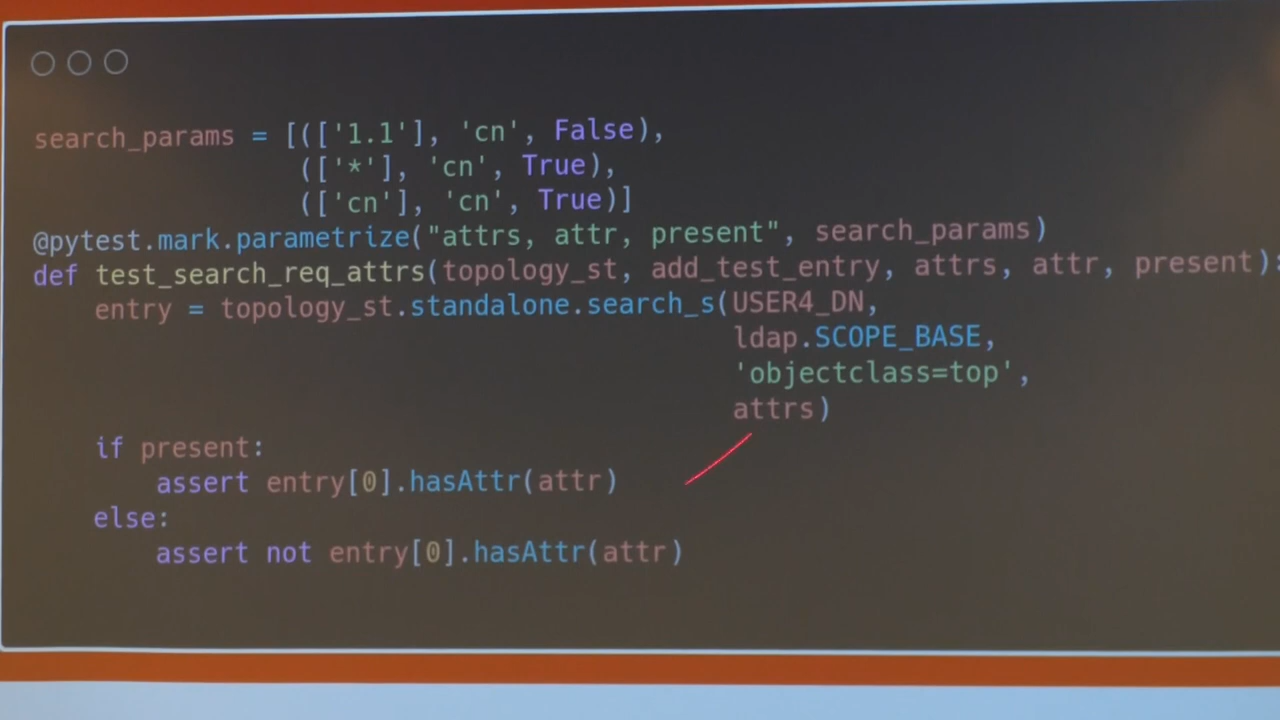 search_params = [(['1.1'], 'cn', False),
(['*'], 'cn', True),
(['cn'], 'cn', True)]
@pytest.mark.parametrize("attrs, attr, present", search_params)
def test_search_req_attrs(topology_st, add_test_entry, attrs, attr, present):
entry = topology_st.standalone.search_s(USER4_DN,
ldap.SCOPE_BASE,
'objectclass=top',
attrs)
if present:
assert entry[0].hasAttr(attr)
else:
assert not entry[0].hasAttr(attr)